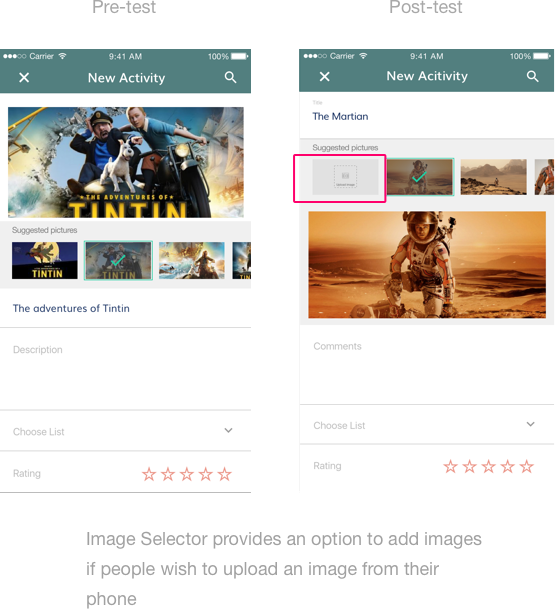 Pre-test
Post-test
Carrier 9:41 AM 100%
New Activity
THE ADVENTURES OF
TINTIN
Suggested pictures
TINTIN
TINTIN
The adventures of Tintin
Description
Choose List
Rating
Carrier 9:41 AM 100%
New Acitivity
Title
The Martian
Suggested pictures
Upload Image
Comments
Choose List
Rating
Image Selector provides an option to add images
if people wish to upload an image from their
phone